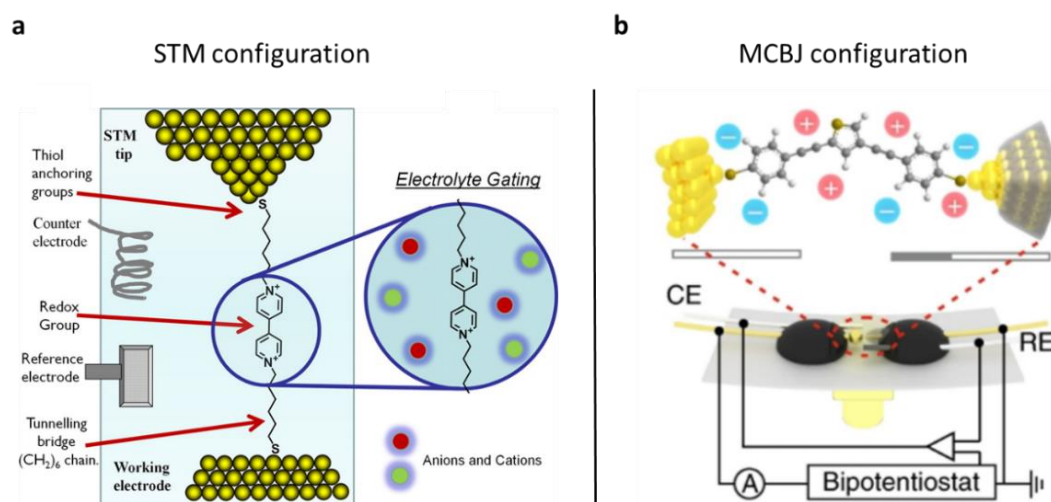 a
STM configuration
STM
tip
Thiol
anchoring
groups
S
Counter
electrode
Electrolyte Gating
N+
N+
Redox
Group
N+
N+
Reference
electrode
Tunnelling
bridge
(CH2)6 chain.
S
Working
electrode
Anions and Cations
b
MCBJ configuration
+
+
−
−
+
+
−
−
CE
RE
A
Bipotentiostat